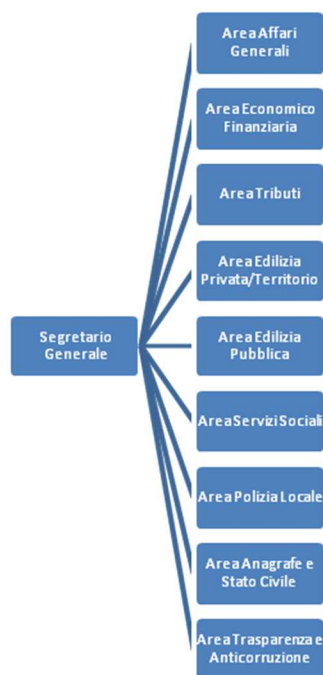 Area Affari
Generali
Area Economico
Finanziaria
Area Tributi
Area Edilizia
Privata/Territorio
Segretario
Generale
Area Edilizia
Pubblica
Area Servizi Sociali
Area Polizia Locale
Area Anagrafe e
Stato Civile
Area Trasparenza e
Anticorruzione